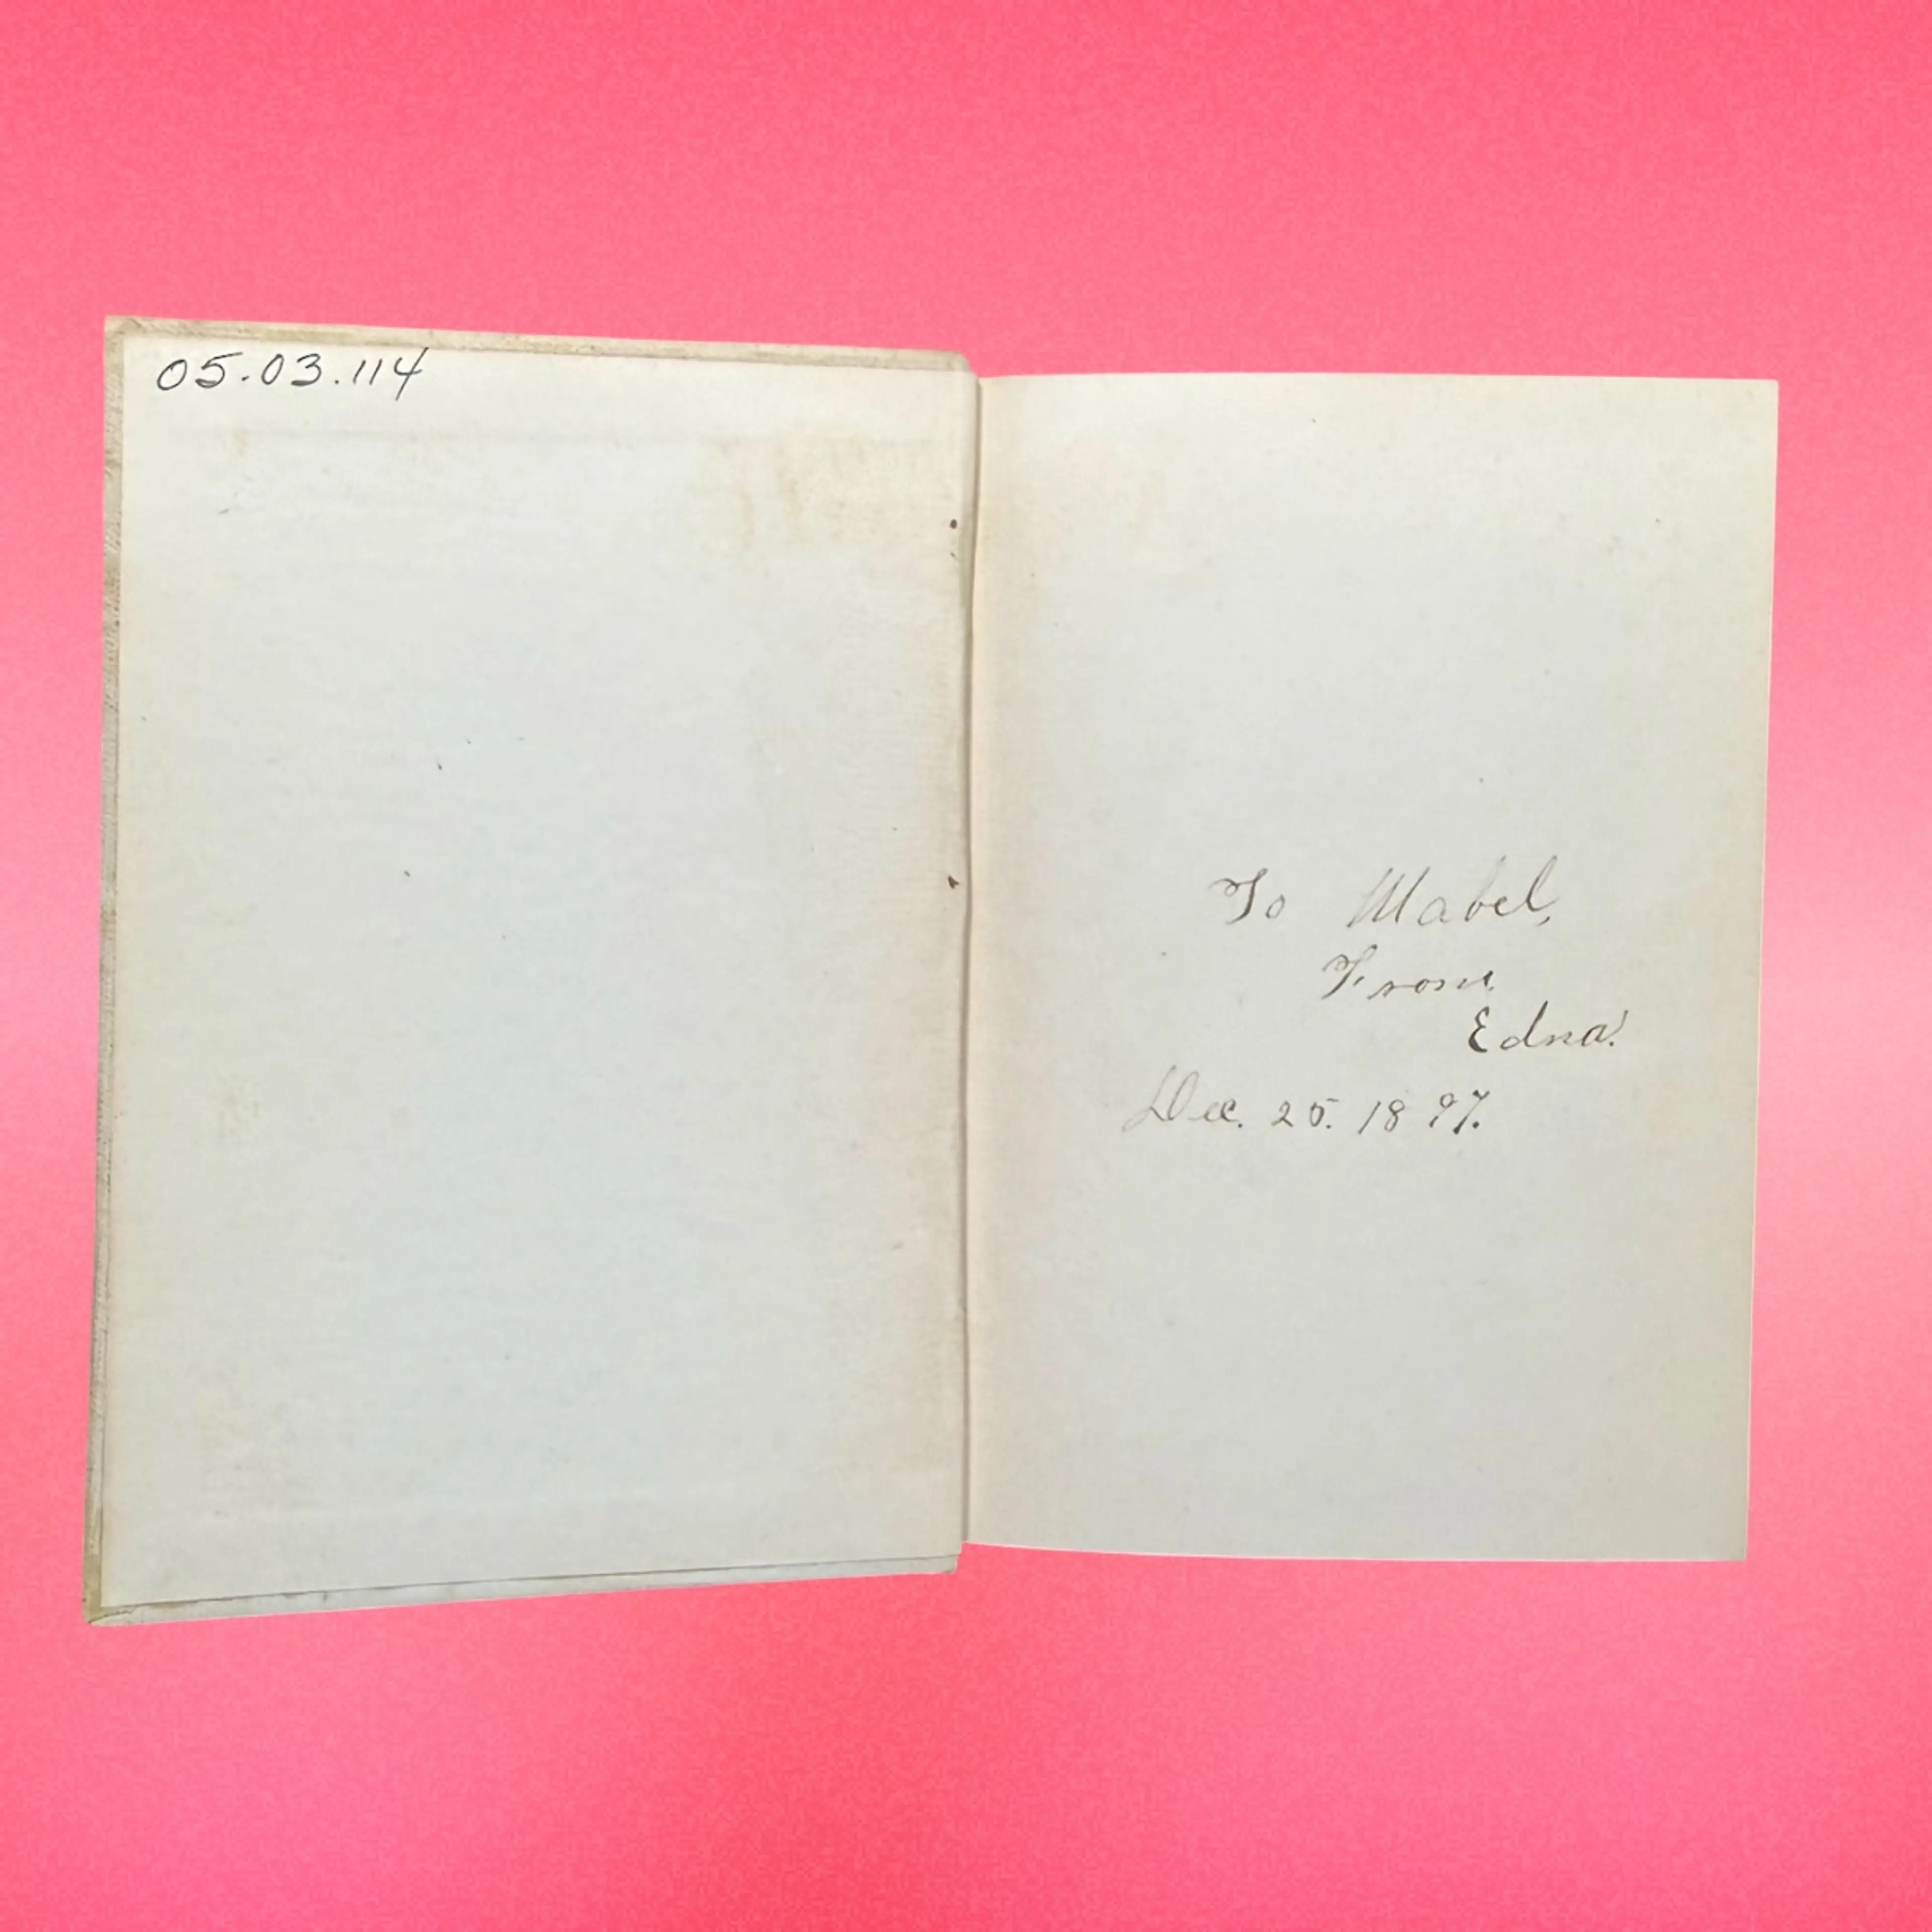 05.03.114
To Mabel,
From
Edna.
Dec. 25. 1897.